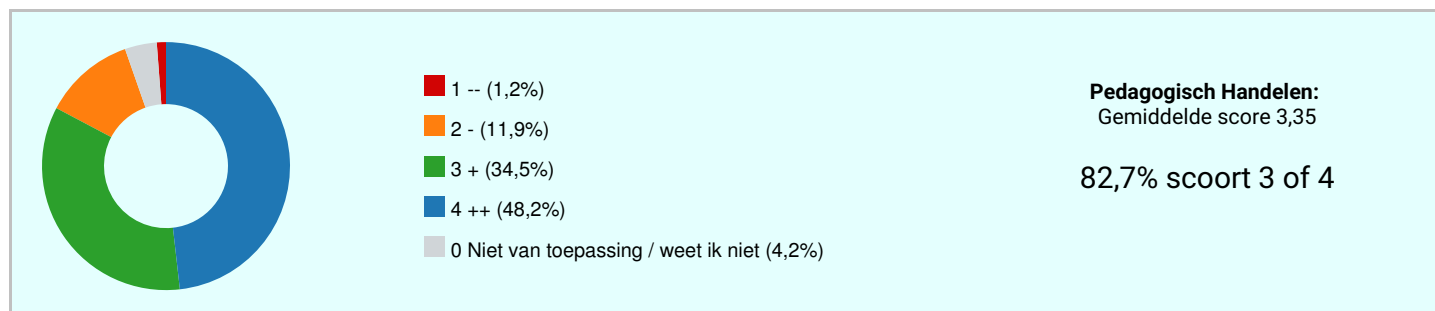 1 -- (1,2%)
2 - (11,9%)
3 + (34,5%)
4 ++ (48,2%)
0 Niet van toepassing / weet ik niet (4,2%)
Pedagogisch Handelen:
Gemiddelde score 3,35
82,7% scoort 3 of 4